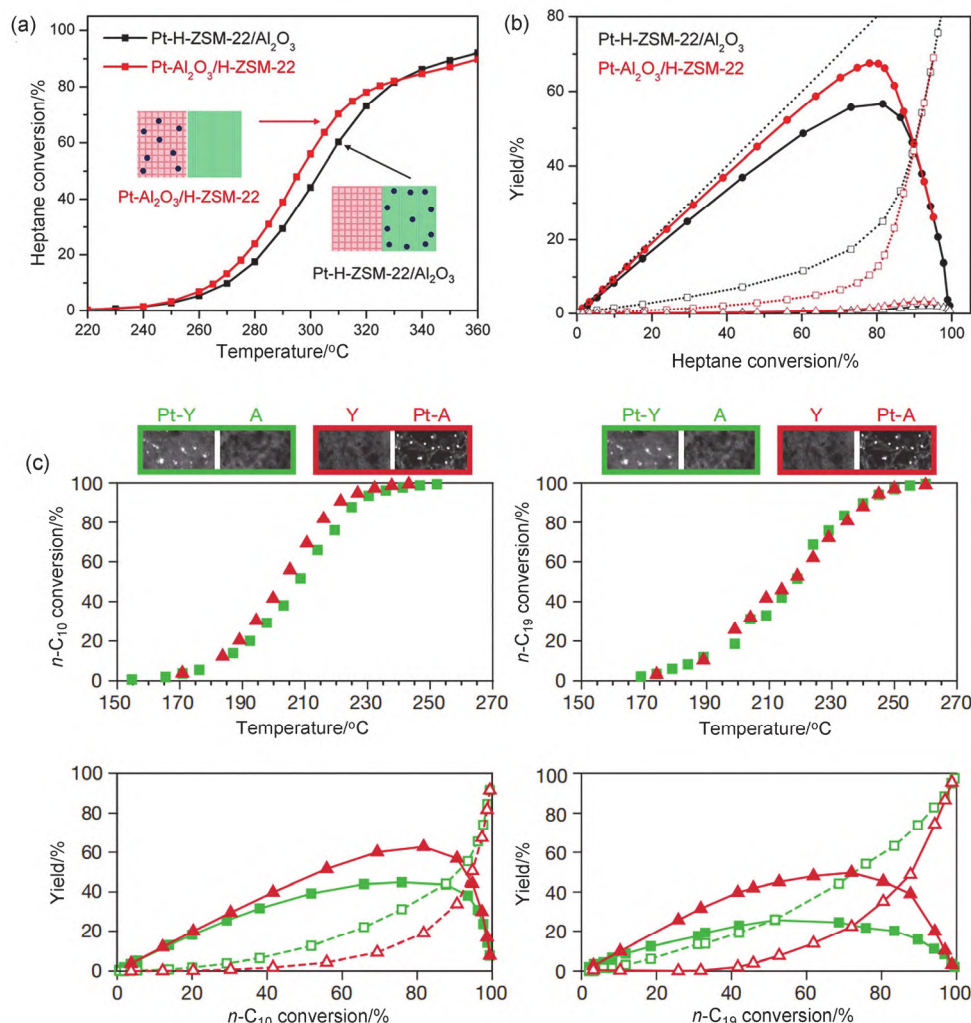 (a)
100
80
60
40
20
0
Heptane conversion/%
Pt-H-ZSM-22/Al₂O₃
Pt-Al₂O₃/H-ZSM-22
Pt-Al₂O₃/H-ZSM-22
Pt-H-ZSM-22/Al₂O₃
220 240 260 280 300 320 340 360
Temperature/°C
(b)
80
60
40
20
0
Yield/%
Pt-H-ZSM-22/Al₂O₃
Pt-Al₂O₃/H-ZSM-22
0 20 40 60 80 100
Heptane conversion/%
(c)
Pt-Y A Y Pt-A
100
80
60
40
20
0
n-C₁₀ conversion/%
150 170 190 210 230 250 270
Temperature/°C
Pt-Y A Y Pt-A
100
80
60
40
20
0
n-C₁₉ conversion/%
150 170 190 210 230 250 270
Temperature/°C
100
80
60
40
20
0
Yield/%
0 20 40 60 80 100
n-C₁₀ conversion/%
100
80
60
40
20
0
Yield/%
0 20 40 60 80 100
n-C₁₉ conversion/%